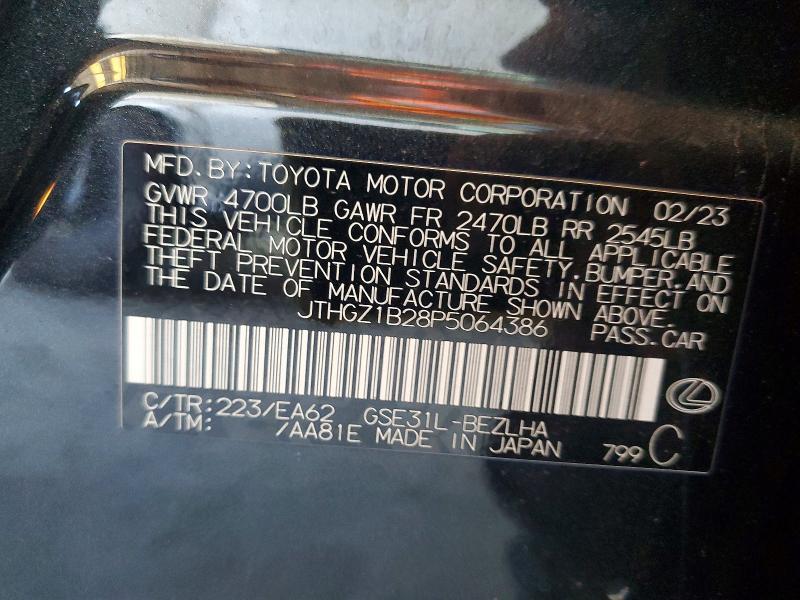 MFD. BY: TOYOTA MOTOR CORPORATION 02/23
GVWR 4700LB GAWR FR 2470LB RR 2545LB
THIS VEHICLE CONFORMS TO ALL APPLICABLE
FEDERAL MOTOR VEHICLE SAFETY, BUMPER, AND
THEFT PREVENTION STANDARDS IN EFFECT ON
THE DATE OF MANUFACTURE SHOWN ABOVE.
JTHGZ1B28P5064386 PASS. CAR
C/TR: 223/EA62 GSE31L-BEZLHA
A/TM: /AA81E MADE IN JAPAN 799 C